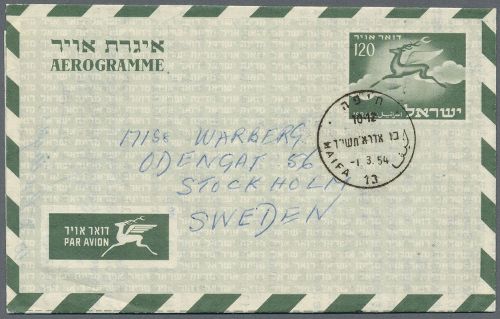 איגרת אויר
AEROGRAMME
דואר אויר
120
ישראל
חיפה
10-12
-1. 3. 54
HAIFA 13
MISE WARBERG
ODENGAT 56
STOCKHOLM
SWEDEN
דואר אויר
PAR AVION